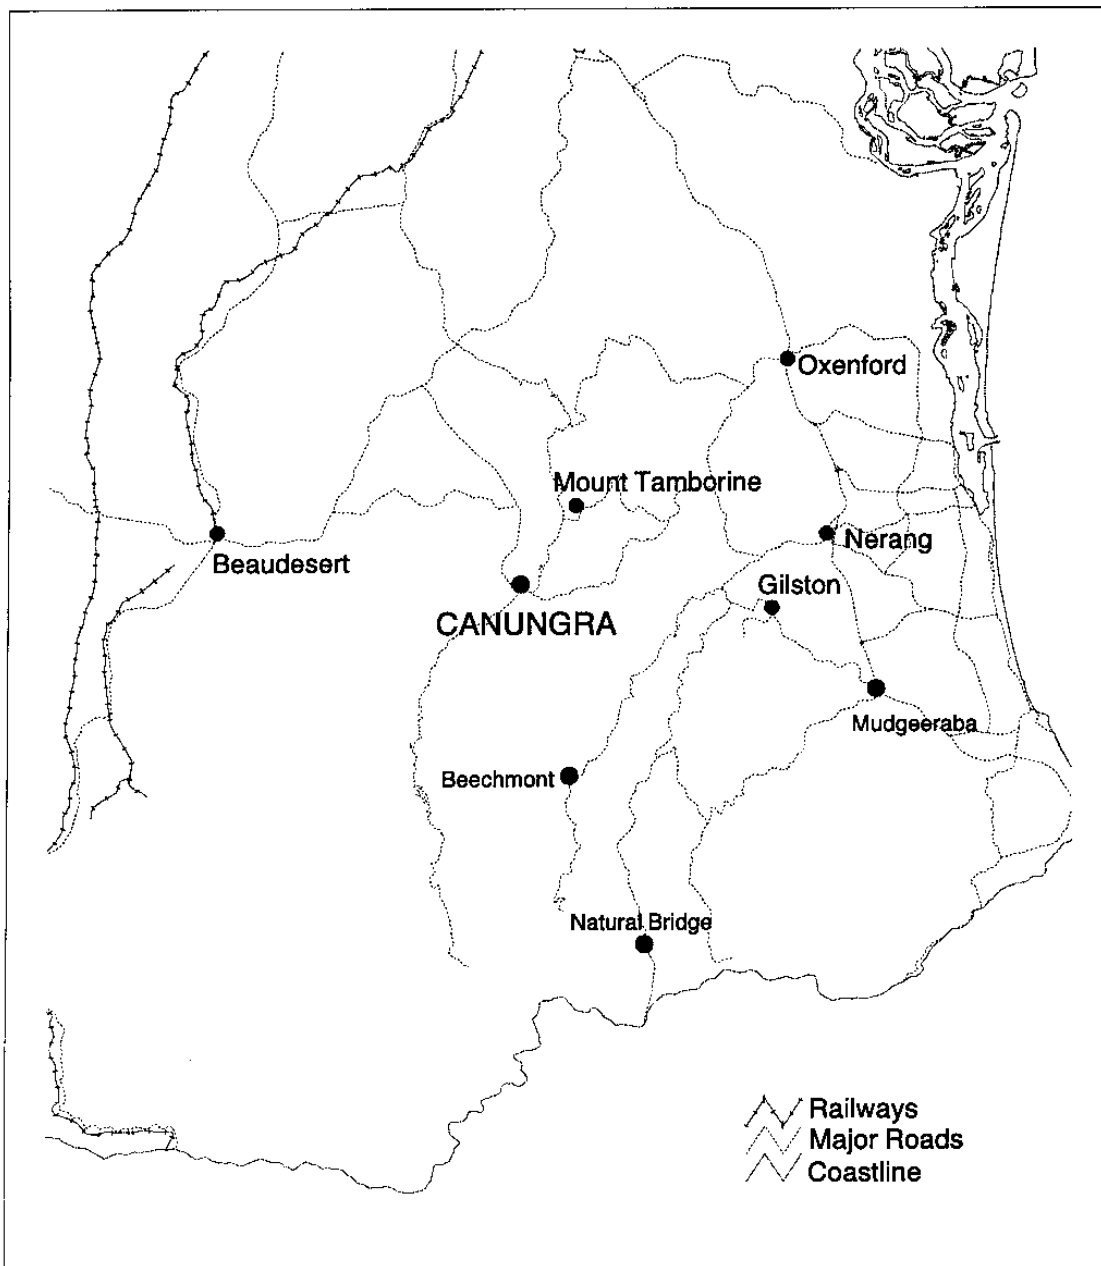 Oxenford
Mount Tamborine
Nerang
Beaudesert
Gilston
CANUNGRA
Mudgeeraba
Beechmont
Natural Bridge
Railways
Major Roads
Coastline